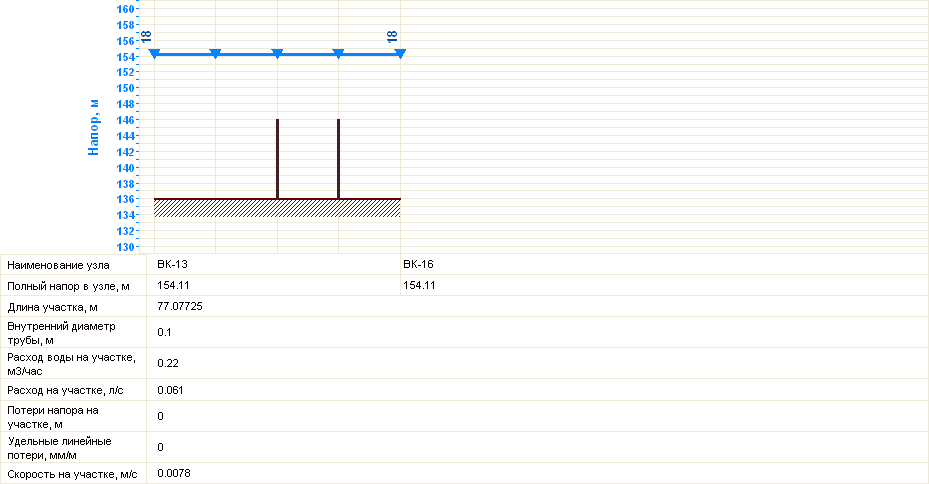 160
158
156
154
152
150
148
146
144
142
140
138
136
134
132
130
Напор, м
18
18
Наименование узла ВК-13 ВК-16
Полный напор в узле, м 154.11 154.11
Длина участка, м 77.07725
Внутренний диаметр
трубы, м
0.1
Расход воды на участке,
м3/час
0.22
Расход на участке, л/с 0.061
Потери напора на
участке, м
0
Удельные линейные
потери, мм/м
0
Скорость на участке, м/с 0.0078